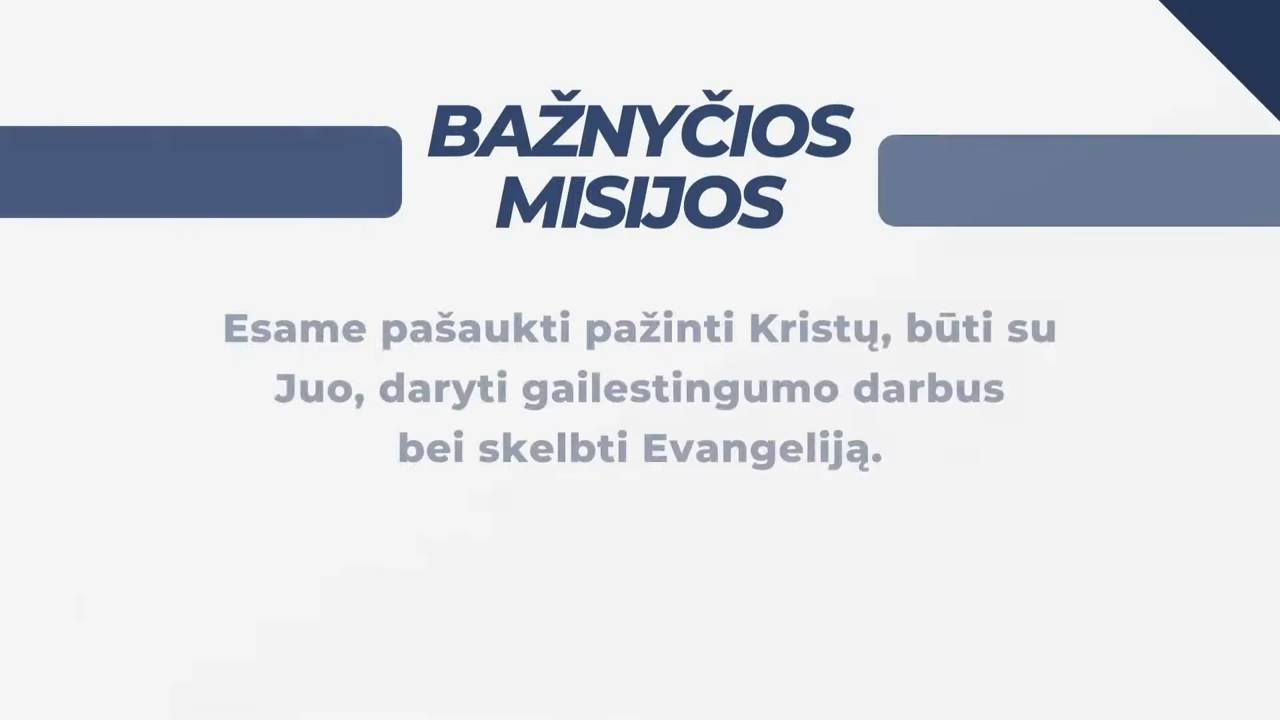 BAŽNYČIOS
MISIJOS
Esame pašaukti pažinti Kristų, būti su
Juo, daryti gailestingumo darbus
bei skelbti Evangeliją.